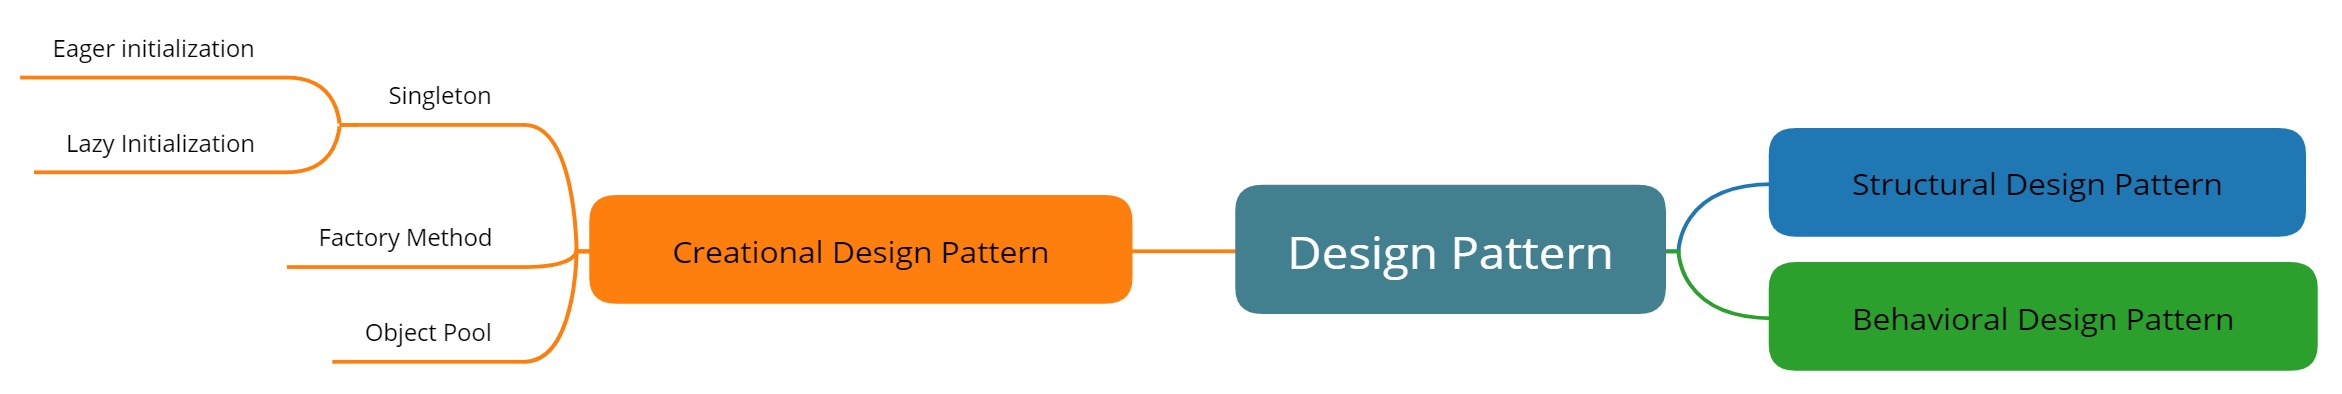 Eager initialization
Lazy Initialization
Singleton
Factory Method
Object Pool
Creational Design Pattern
Design Pattern
Structural Design Pattern
Behavioral Design Pattern